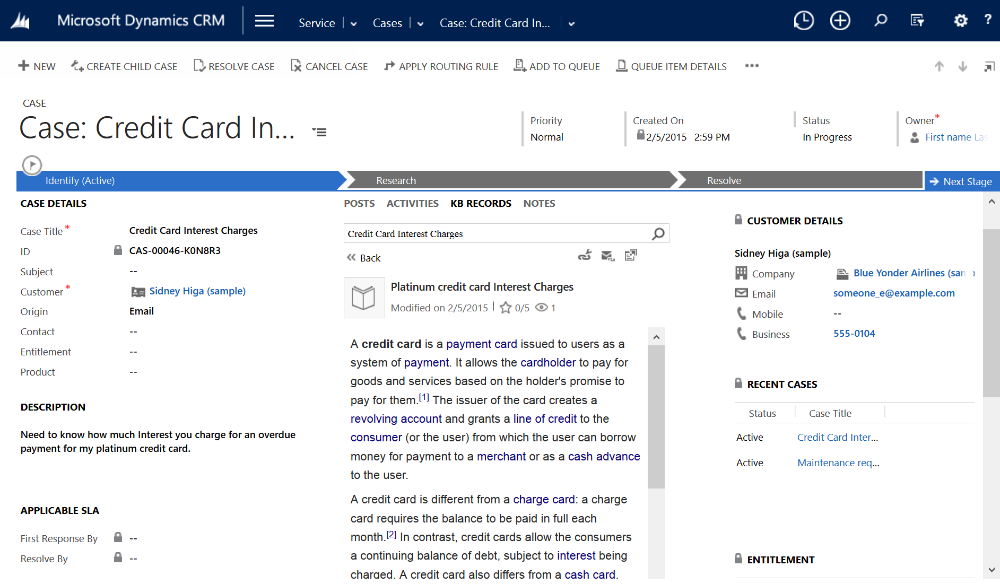 Microsoft Dynamics CRM
Service
Cases
Case: Credit Card In...
?
NEW
CREATE CHILD CASE
RESOLVE CASE
CANCEL CASE
APPLY ROUTING RULE
ADD TO QUEUE
QUEUE ITEM DETAILS
...
CASE
Case: Credit Card In...
Priority
Normal
Created On
2/5/2015 2:59 PM
Status
In Progress
Owner*
First name Las
Identify (Active)
Research
Resolve
Next Stage
CASE DETAILS
Case Title* Credit Card Interest Charges
ID CAS-00046-K0N8R3
Subject --
Customer* Sidney Higa (sample)
Origin Email
Contact --
Entitlement --
Product --
DESCRIPTION
Need to know how much Interest you charge for an overdue
payment for my platinum credit card.
APPLICABLE SLA
First Response By --
Resolve By --
POSTS ACTIVITIES KB RECORDS NOTES
Credit Card Interest Charges
Back
Platinum credit card Interest Charges
Modified on 2/5/2015 | 0/5 1
A credit card is a payment card issued to users as a
system of payment. It allows the cardholder to pay for
goods and services based on the holder's promise to
pay for them.[1] The issuer of the card creates a
revolving account and grants a line of credit to the
consumer (or the user) from which the user can borrow
money for payment to a merchant or as a cash advance
to the user.
A credit card is different from a charge card: a charge
card requires the balance to be paid in full each
month.[2] In contrast, credit cards allow the consumers
a continuing balance of debt, subject to interest being
charged. A credit card also differs from a cash card,
CUSTOMER DETAILS
Sidney Higa (sample)
Company Blue Yonder Airlines (sam
Email someone_e@example.com
Mobile --
Business 555-0104
RECENT CASES
Status Case Title
Active Credit Card Inter...
Active Maintenance req...
ENTITLEMENT